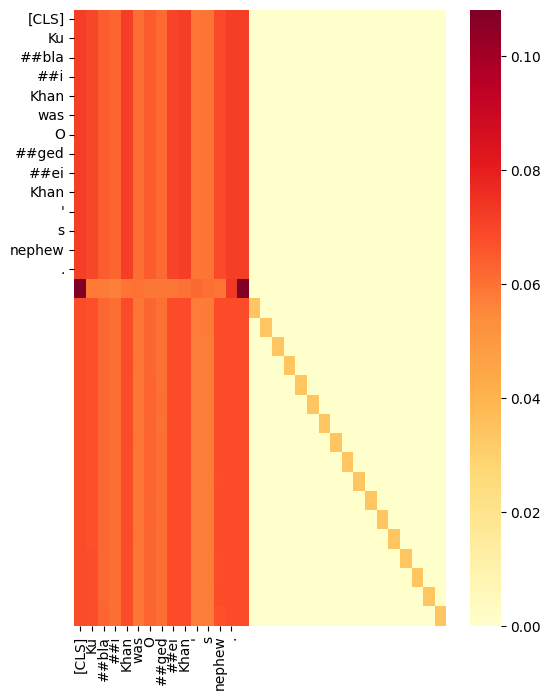 [CLS]
Ku
##bla
##i
Khan
was
O
##ged
##ei
Khan
'
s
nephew
.
0.10
0.08
0.06
0.04
0.02
0.00
[CLS]
Ku
##bla
##i
Khan
was
O
##ged
##ei
Khan
'
s
nephew
.